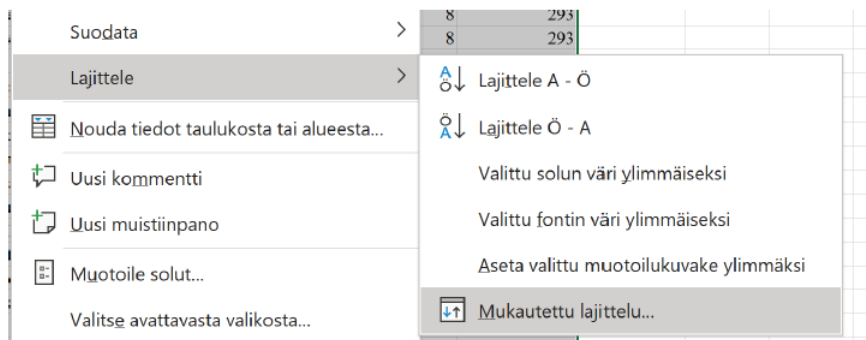 8 293
Suodata
8 293
Lajittele
Nouda tiedot taulukosta tai alueesta...
Uusi kommentti
Uusi muistiinpano
Muotoile solut...
Valitse avattavasta valikosta...
Lajittele A - Ö
Lajittele Ö - A
Valittu solun väri ylimmäiseksi
Valittu fontin väri ylimmäiseksi
Aseta valittu muotoilukuvake ylimmäksi
Mukautettu lajittelu...